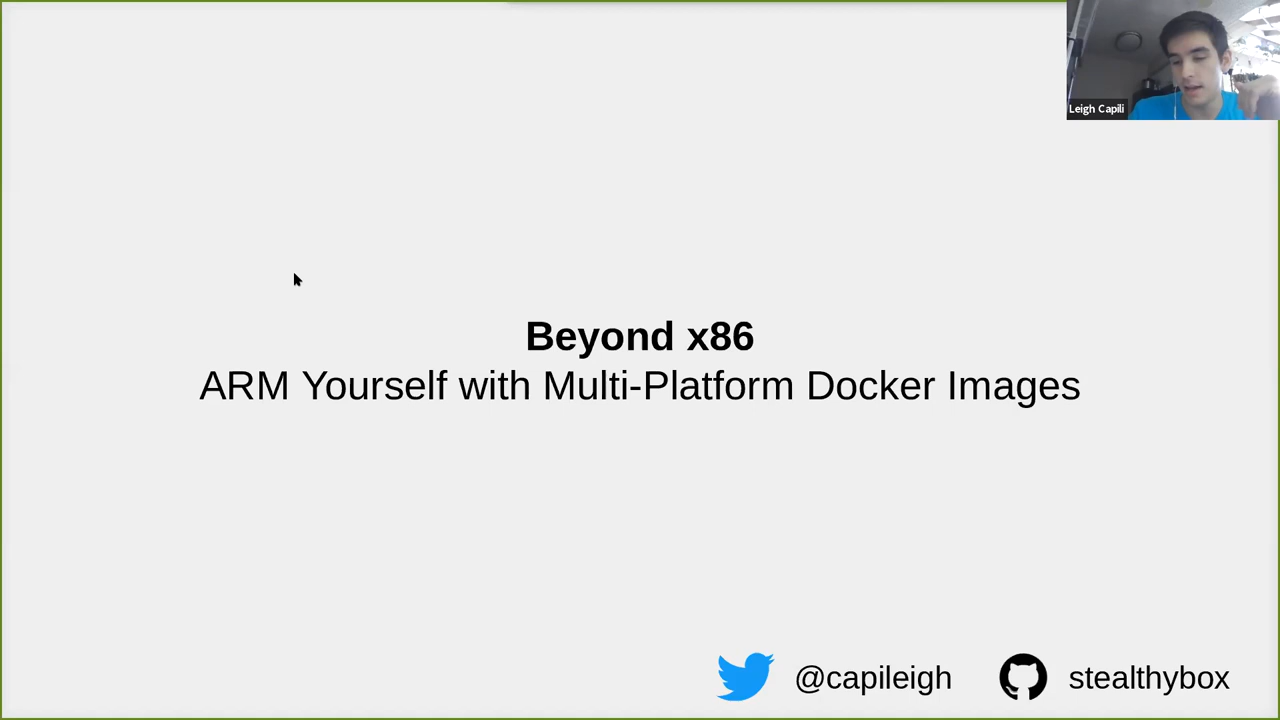 Leigh Capili
Beyond x86
ARM Yourself with Multi-Platform Docker Images
@capileigh
stealthybox